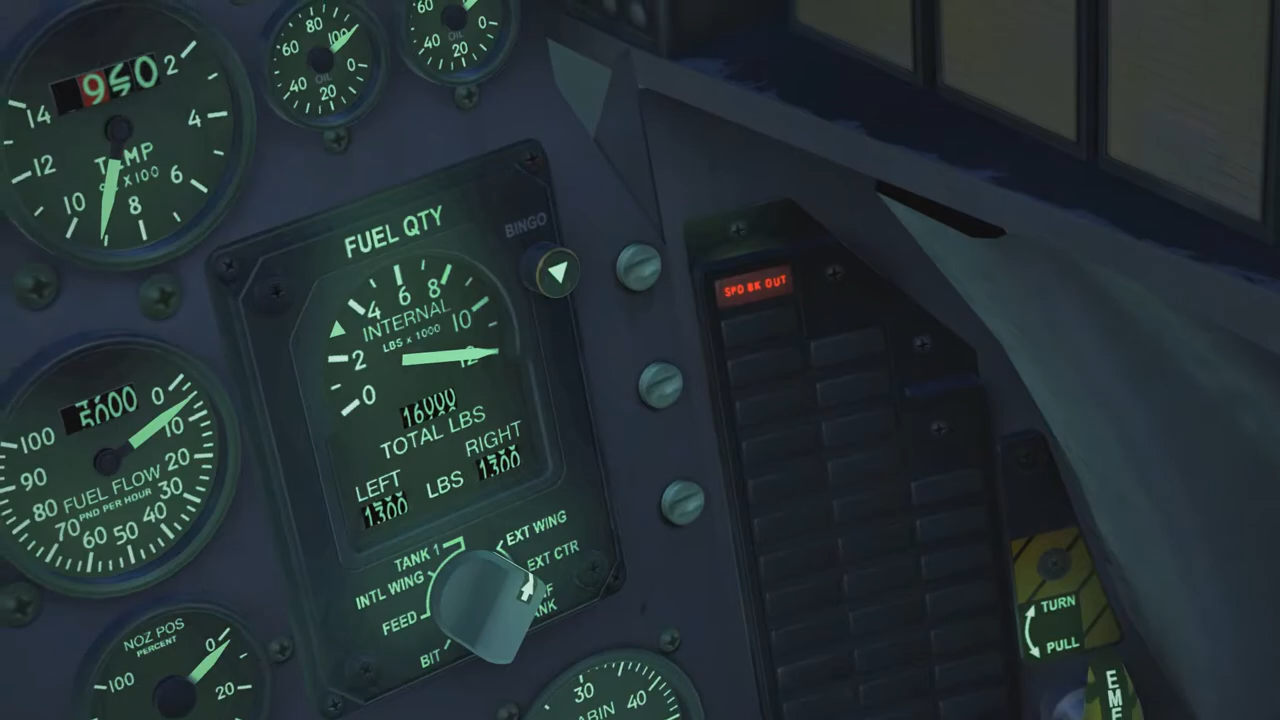 950
2
4
6
8
10
12
14
TEMP
X100
80
100
60
0
OIL
40
20
60
0
OIL
40
20
FUEL QTY
BINGO
4
6
8
10
12
2
0
INTERNAL
LBS X 1000
16000
TOTAL LBS
LEFT
LBS
RIGHT
1300
1300
TANK 1
INTL WING
FEED
BIT
EXT WING
EXT CTR
0
10
20
30
40
50
60
70
80
90
100
FUEL FLOW
PND PER HOUR
NOZ POS
PERCENT
0
20
100
30
40
SPD BK OUT
TURN
PULL